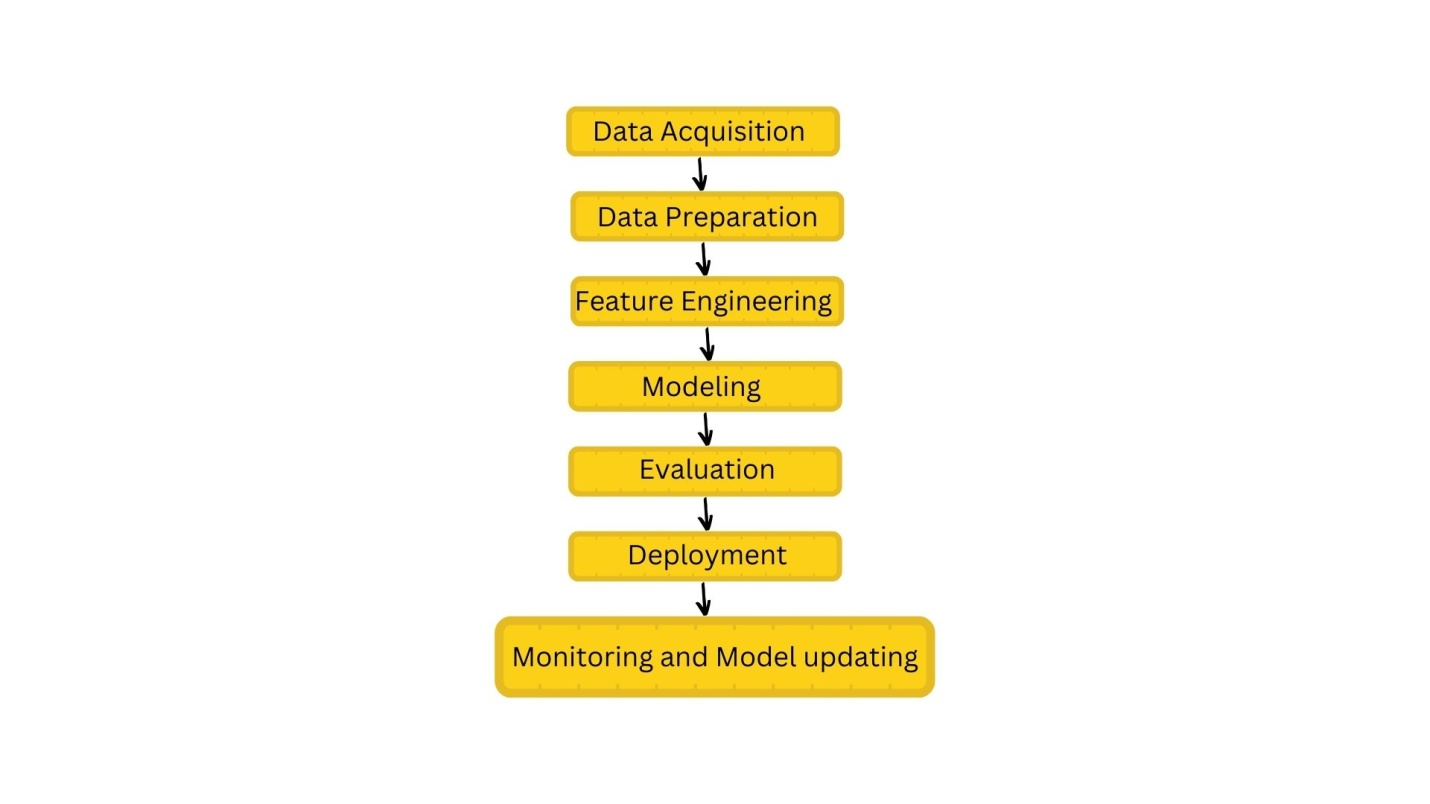 Data Acquisition
Data Preparation
Feature Engineering
Modeling
Evaluation
Deployment
Monitoring and Model updating